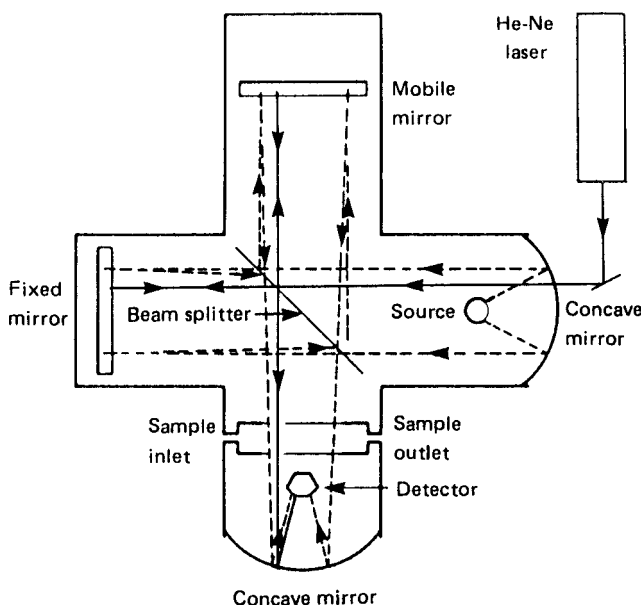 He-Ne
laser
Mobile
mirror
Fixed
mirror
Beam splitter
Source
Concave
mirror
Sample
inlet
Sample
outlet
Detector
Concave mirror